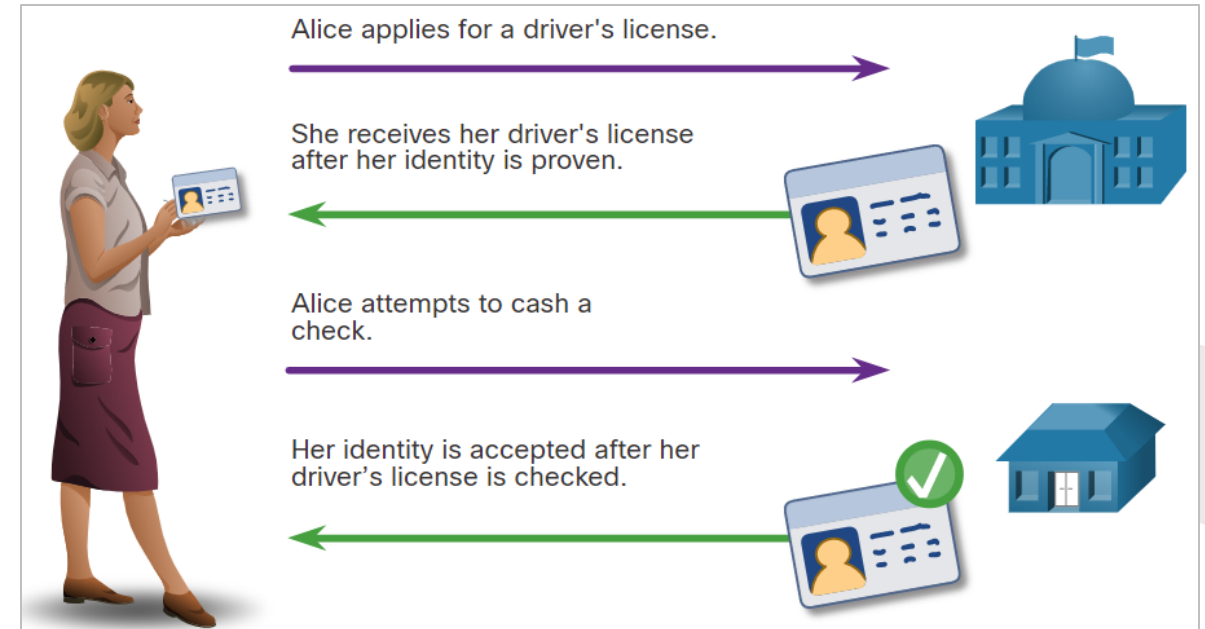 Alice applies for a driver's license.
She receives her driver's license
after her identity is proven.
Alice attempts to cash a
check.
Her identity is accepted after her
driver’s license is checked.